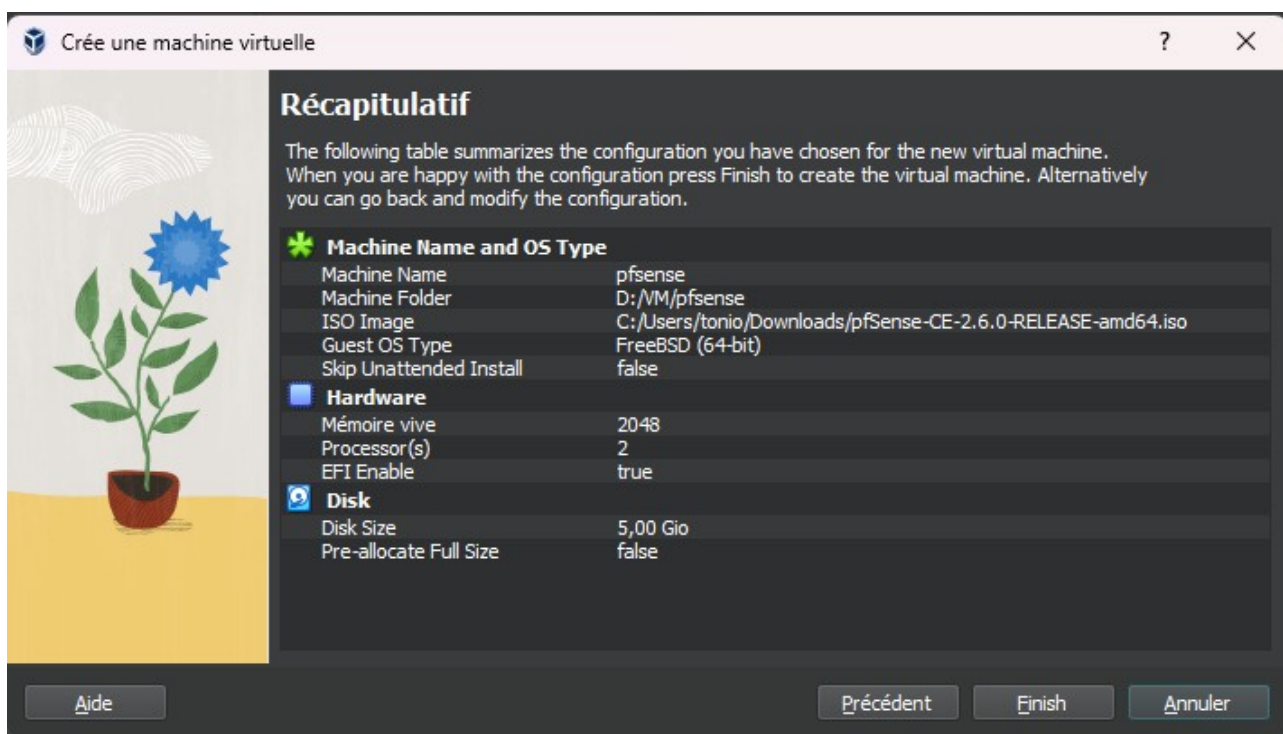 Crée une machine virtuelle
?
Récapitulatif
The following table summarizes the configuration you have chosen for the new virtual machine.
When you are happy with the configuration press Finish to create the virtual machine. Alternatively
you can go back and modify the configuration.
Machine Name and OS Type
Machine Name pfsense
Machine Folder D:/VM/pfsense
ISO Image C:/Users/tonio/Downloads/pfSense-CE-2.6.0-RELEASE-amd64.iso
Guest OS Type FreeBSD (64-bit)
Skip Unattended Install false
Hardware
Mémoire vive 2048
Processor(s) 2
EFI Enable true
Disk
Disk Size 5,00 Gio
Pre-allocate Full Size false
Aide Précédent Finish Annuler